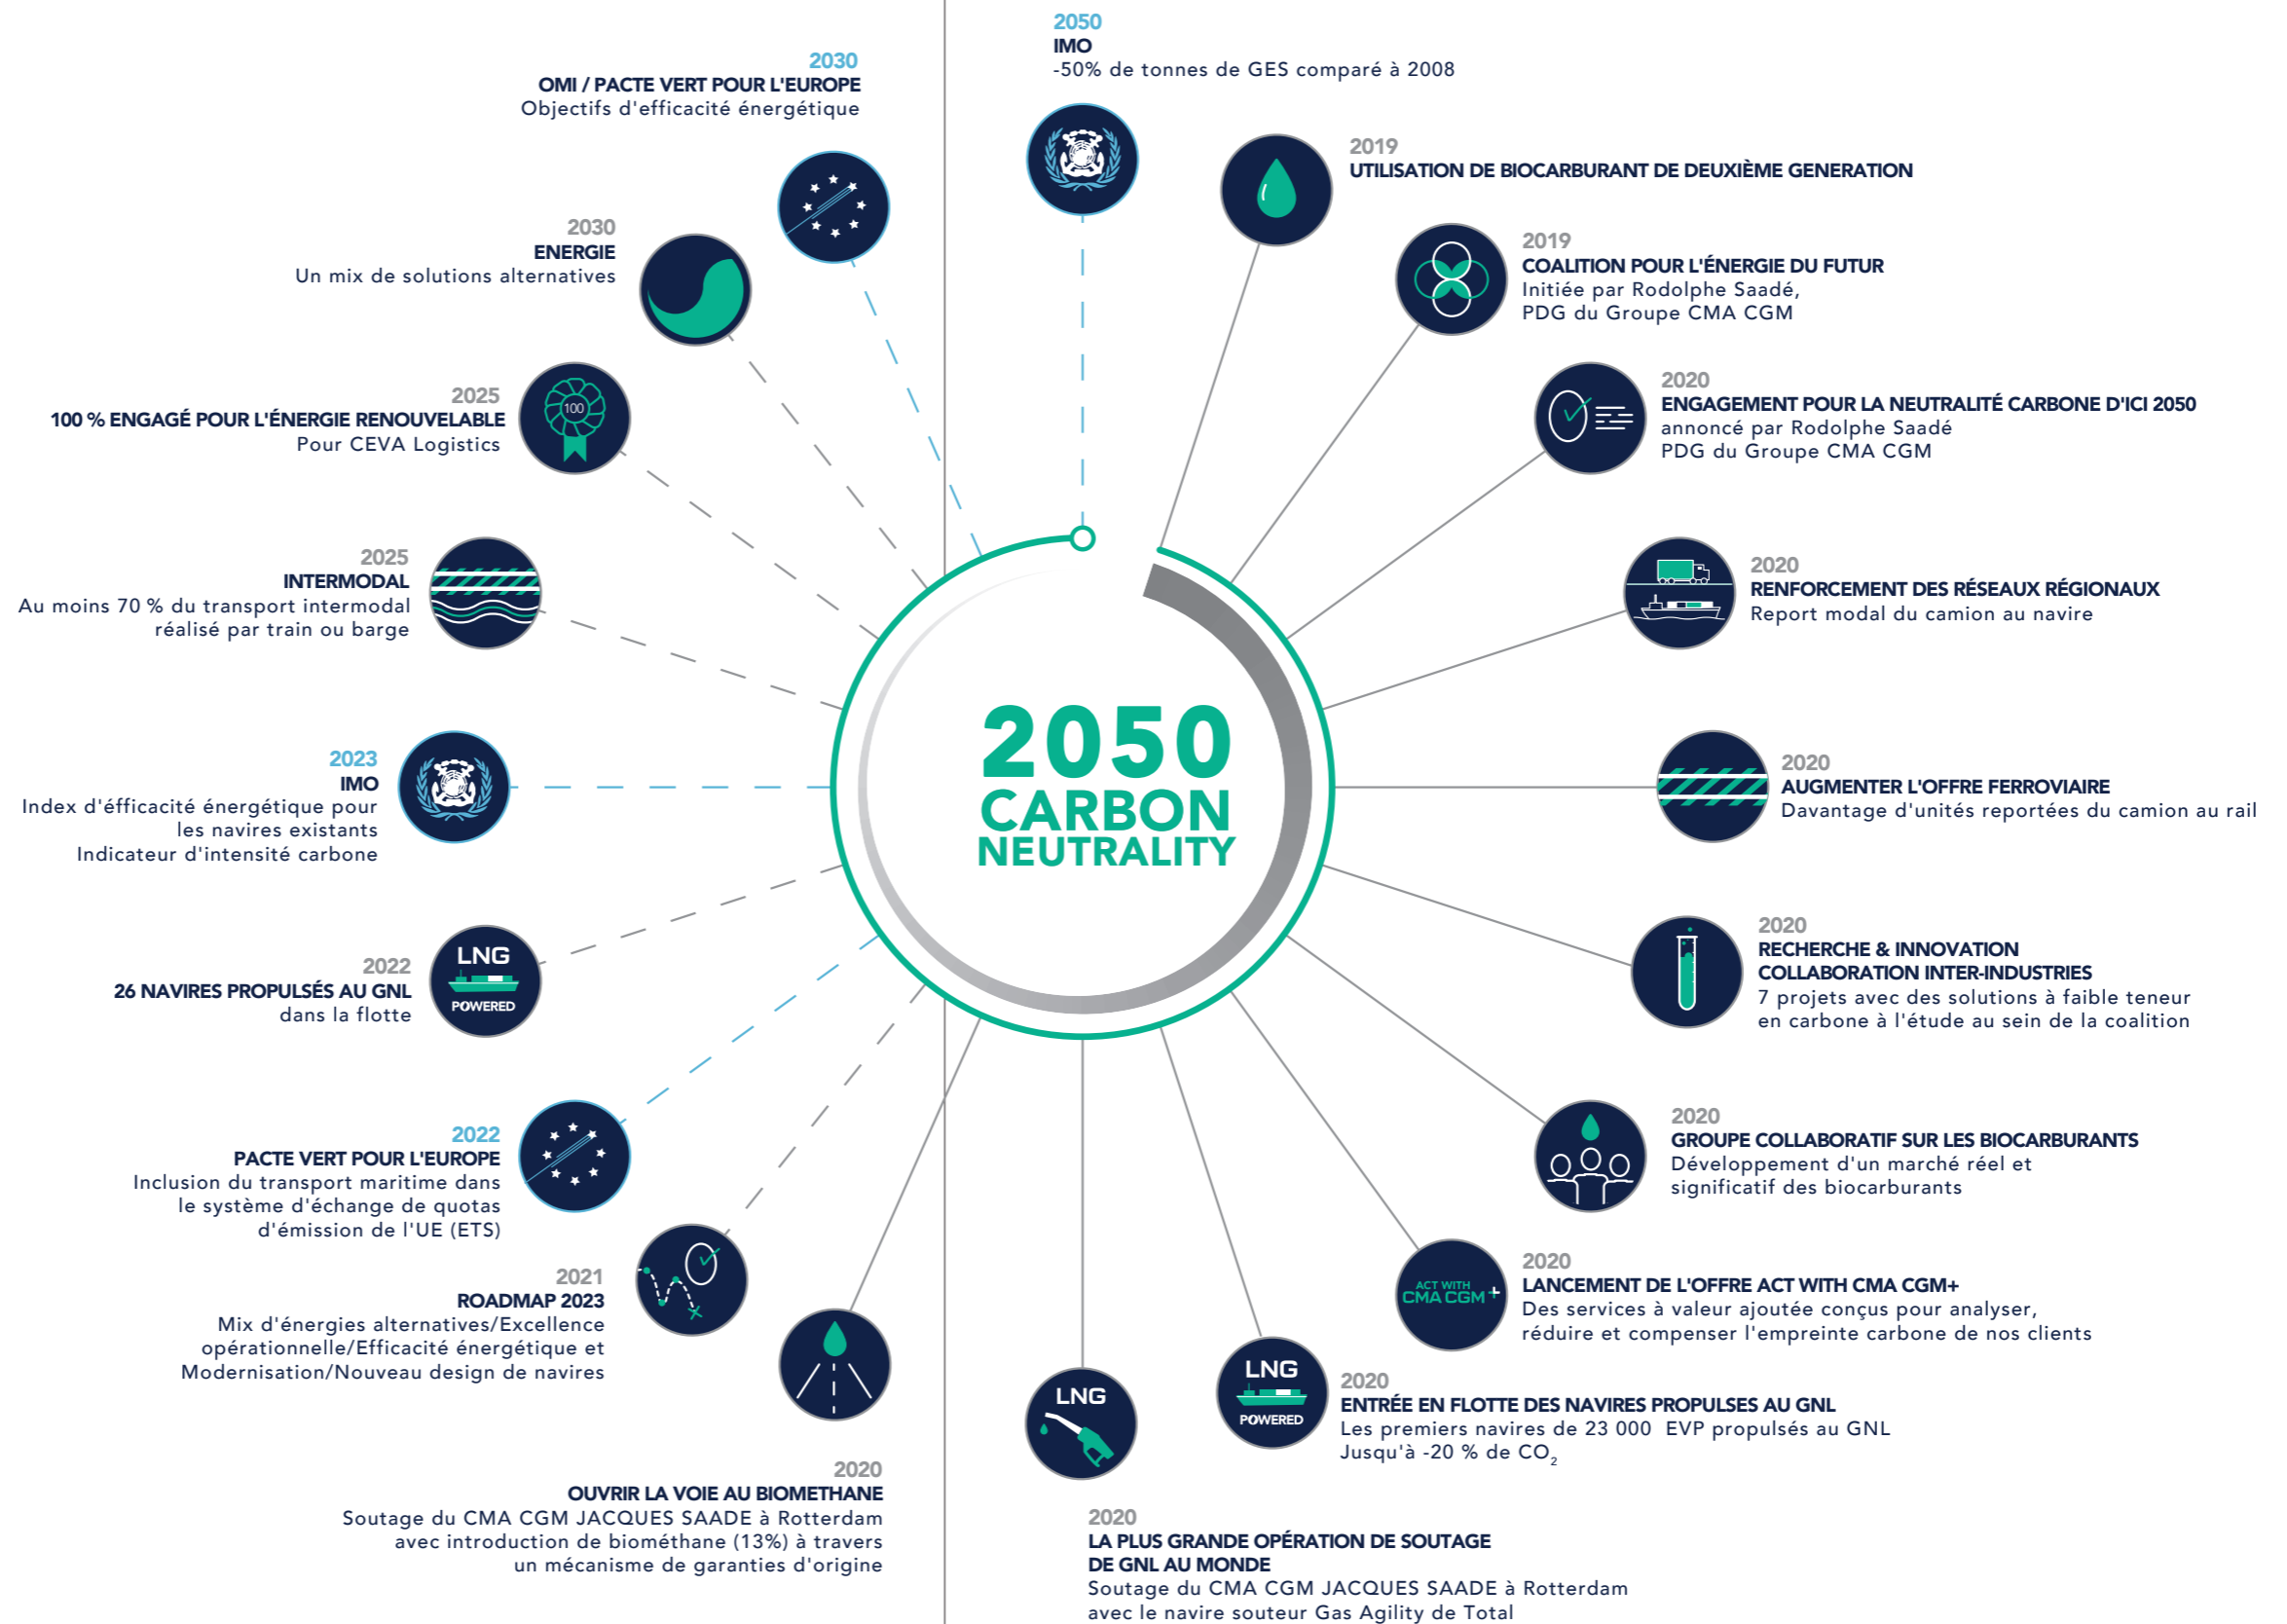 2050
IMO
-50% de tonnes de GES comparé à 2008
2019
UTILISATION DE BIOCARBURANT DE DEUXIÈME GENERATION
2019
COALITION POUR L'ÉNERGIE DU FUTUR
Initiée par Rodolphe Saadé,
PDG du Groupe CMA CGM
2020
ENGAGEMENT POUR LA NEUTRALITÉ CARBONE D'ICI 2050
annoncé par Rodolphe Saadé
PDG du Groupe CMA CGM
2020
RENFORCEMENT DES RÉSEAUX RÉGIONAUX
Report modal du camion au navire
2020
AUGMENTER L'OFFRE FERROVIAIRE
Davantage d'unités reportées du camion au rail
2020
RECHERCHE & INNOVATION
COLLABORATION INTER-INDUSTRIES
7 projets avec des solutions à faible teneur
en carbone à l'étude au sein de la coalition
2020
GROUPE COLLABORATIF SUR LES BIOCARBURANTS
Développement d'un marché réel et
significatif des biocarburants
ACT WITH
CMA CGM+
2020
LANCEMENT DE L'OFFRE ACT WITH CMA CGM+
Des services à valeur ajoutée conçus pour analyser,
réduire et compenser l'empreinte carbone de nos clients
LNG
POWERED
2020
ENTRÉE EN FLOTTE DES NAVIRES PROPULSES AU GNL
Les premiers navires de 23 000 EVP propulsés au GNL
Jusqu'à -20 % de CO₂
LNG
2020
LA PLUS GRANDE OPÉRATION DE SOUTAGE
DE GNL AU MONDE
Soutage du CMA CGM JACQUES SAADE à Rotterdam
avec le navire souteur Gas Agility de Total
2020
OUVRIR LA VOIE AU BIOMETHANE
Soutage du CMA CGM JACQUES SAADE à Rotterdam
avec introduction de biométhane (13%) à travers
un mécanisme de garanties d'origine
2021
ROADMAP 2023
Mix d'énergies alternatives/Excellence
opérationnelle/Efficacité énergétique et
Modernisation/Nouveau design de navires
2022
PACTE VERT POUR L'EUROPE
Inclusion du transport maritime dans
le système d'échange de quotas
d'émission de l'UE (ETS)
LNG
POWERED
2022
26 NAVIRES PROPULSÉS AU GNL
dans la flotte
2023
IMO
Index d'éfficacité énergétique pour
les navires existants
Indicateur d'intensité carbone
2025
INTERMODAL
Au moins 70 % du transport intermodal
réalisé par train ou barge
2025
100 % ENGAGÉ POUR L'ÉNERGIE RENOUVELABLE
Pour CEVA Logistics
100
2030
ENERGIE
Un mix de solutions alternatives
2030
OMI / PACTE VERT POUR L'EUROPE
Objectifs d'efficacité énergétique
2050
CARBON
NEUTRALITY